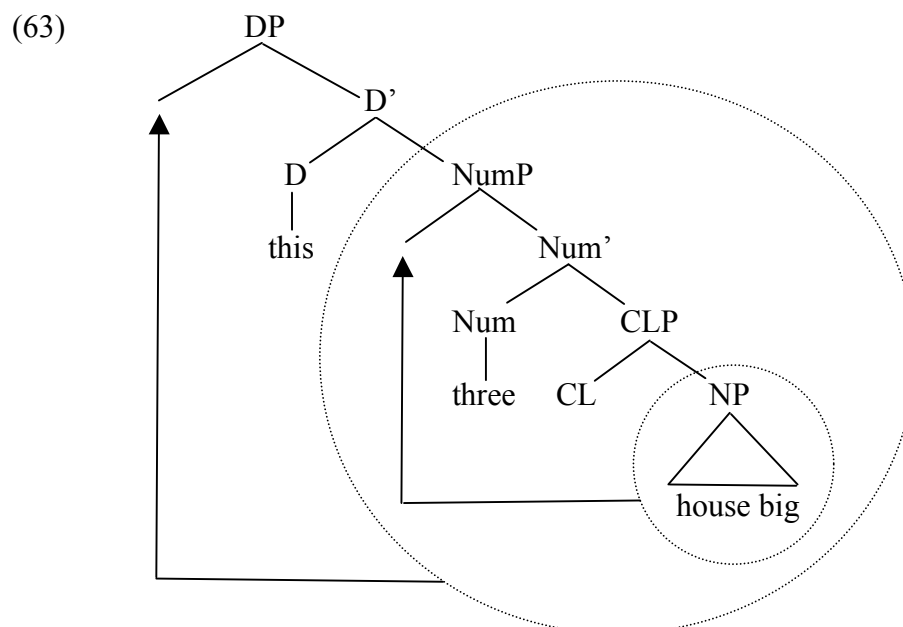 (63)
DP
D’
D
NumP
this
Num’
Num
CLP
three
CL
NP
house big